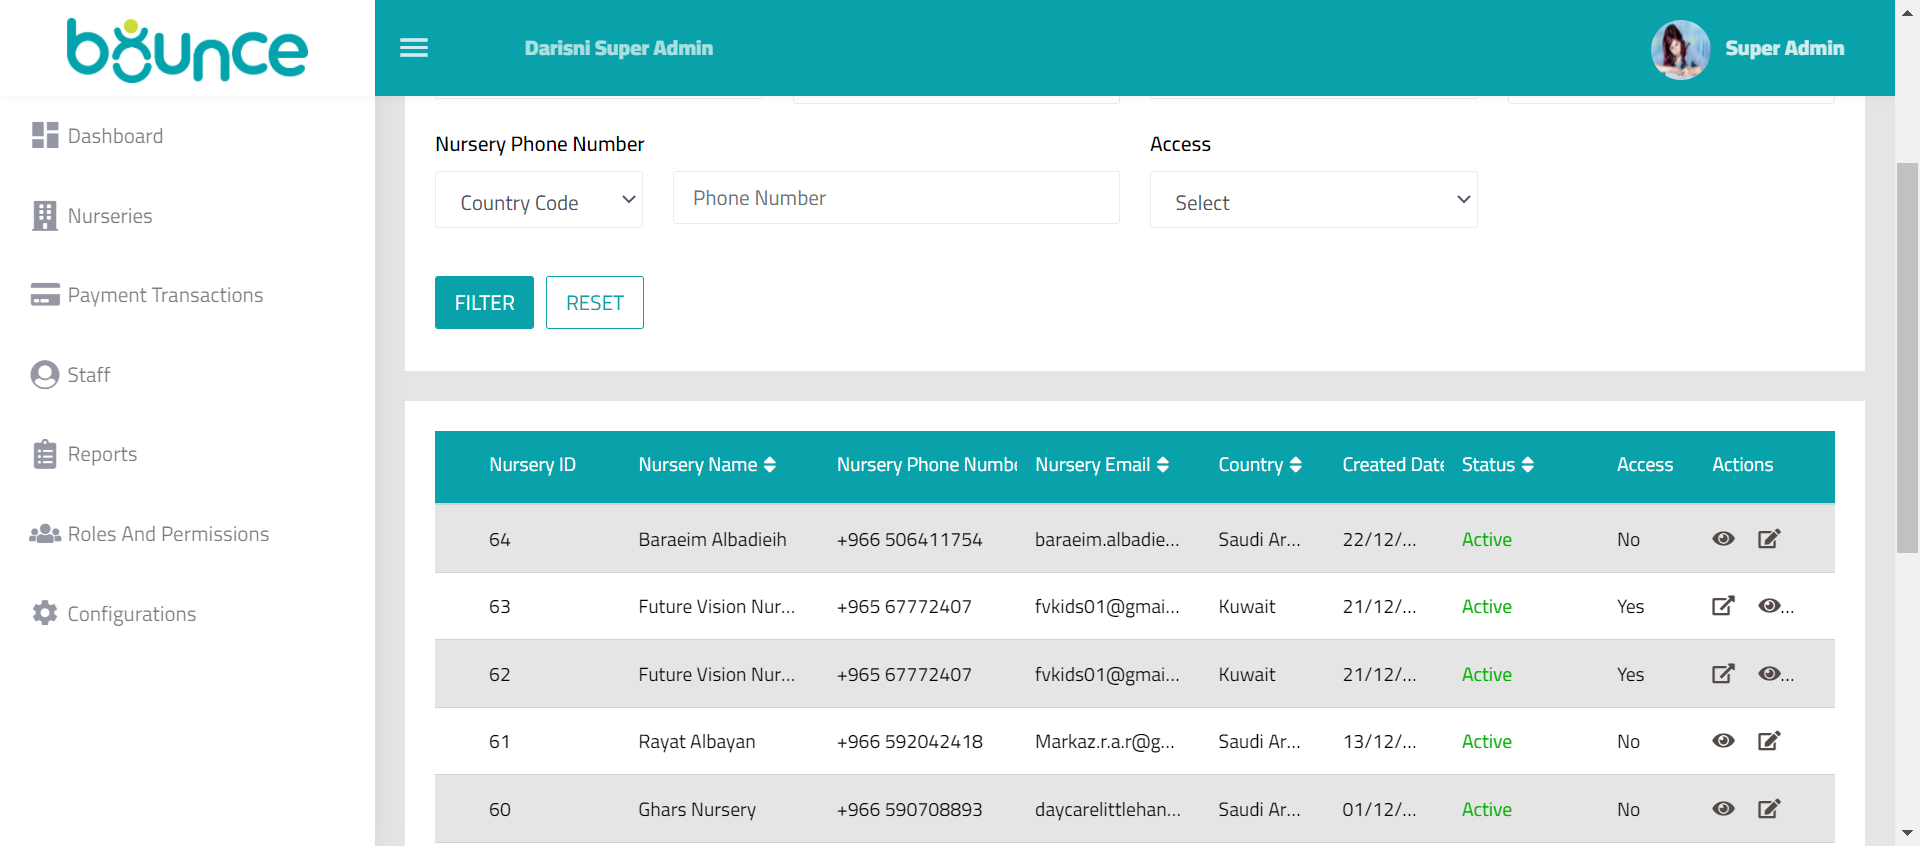 bounce
Darisni Super Admin
Super Admin
Dashboard
Nurseries
Payment Transactions
Staff
Reports
Roles And Permissions
Configurations
Nursery Phone Number
Access
Country Code
Phone Number
Select
FILTER
RESET
Nursery ID Nursery Name Nursery Phone Numbe Nursery Email Country Created Date Status Access Actions
64 Baraeim Albadieih +966 506411754 baraeim.albadie... Saudi Ar... 22/12/... Active No
63 Future Vision Nur... +965 67772407 fvkids01@gmai... Kuwait 21/12/... Active Yes ...
62 Future Vision Nur... +965 67772407 fvkids01@gmai... Kuwait 21/12/... Active Yes ...
61 Rayat Albayan +966 592042418 Markaz.r.a.r@g... Saudi Ar... 13/12/... Active No
60 Ghars Nursery +966 590708893 daycarelittlehan... Saudi Ar... 01/12/... Active No